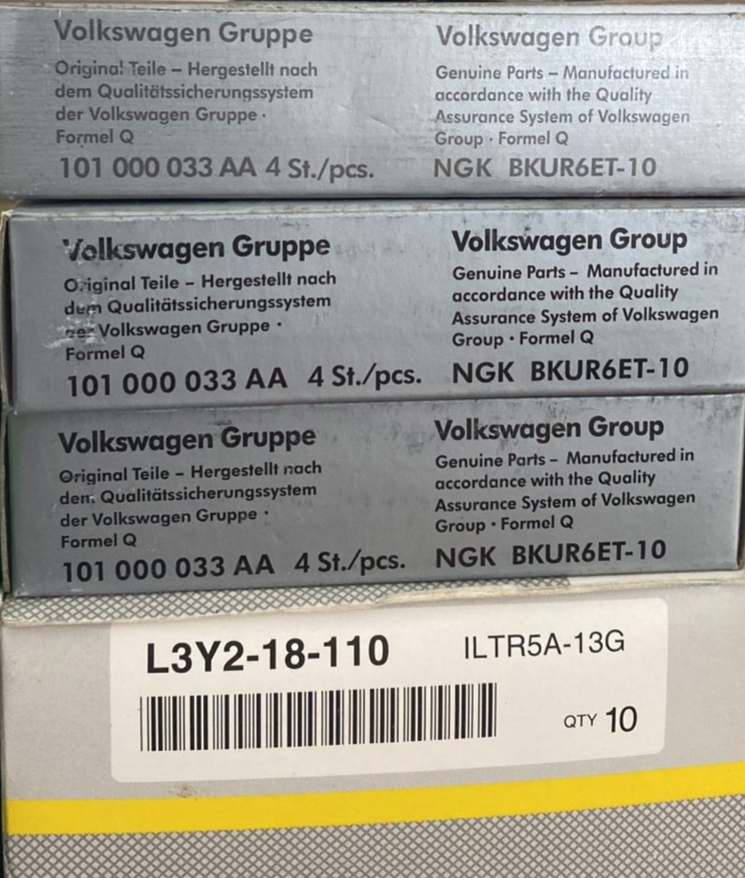 Volkswagen Gruppe
Original Teile – Hergestellt nach
dem Qualitätssicherungssystem
der Volkswagen Gruppe ·
Formel Q
101 000 033 AA 4 St./pcs.
Volkswagen Group
Genuine Parts – Manufactured in
accordance with the Quality
Assurance System of Volkswagen
Group · Formel Q
NGK BKUR6ET-10
Volkswagen Gruppe
Original Teile – Hergestellt nach
dem Qualitätssicherungssystem
der Volkswagen Gruppe ·
Formel Q
101 000 033 AA 4 St./pcs.
Volkswagen Group
Genuine Parts – Manufactured in
accordance with the Quality
Assurance System of Volkswagen
Group · Formel Q
NGK BKUR6ET-10
Volkswagen Gruppe
Original Teile – Hergestellt nach
dem Qualitätssicherungssystem
der Volkswagen Gruppe ·
Formel Q
101 000 033 AA 4 St./pcs.
Volkswagen Group
Genuine Parts – Manufactured in
accordance with the Quality
Assurance System of Volkswagen
Group · Formel Q
NGK BKUR6ET-10
L3Y2-18-110
ILTR5A-13G
QTY 10